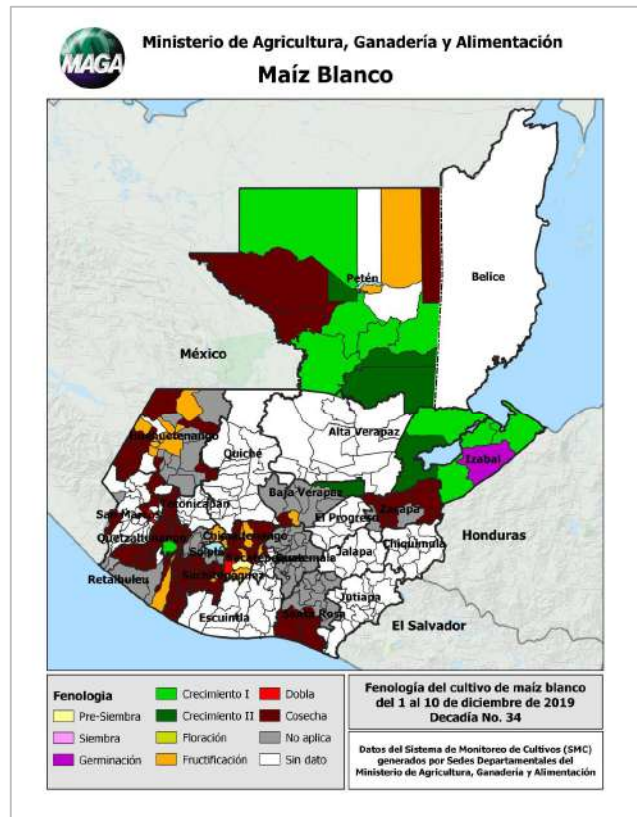 MAGA
Ministerio de Agricultura, Ganadería y Alimentación
Maíz Blanco
Petén
Belice
México
Huehuetenango
Quiché
Alta Verapaz
Izabal
Baja Verapaz
Totonicapán
San Marcos
Zacapa
El Progreso
Quetzaltenango
Chimaltenango
Honduras
Sololá
Guatemala
Jalapa
Chiquimula
Retalhuleu
Suchitepéquez
Jutiapa
Escuintla
Santa Rosa
El Salvador
Fenología
Pre-Siembra
Siembra
Germinación
Crecimiento I
Crecimiento II
Floración
Fructificación
Dobla
Cosecha
No aplica
Sin dato
Fenología del cultivo de maíz blanco
del 1 al 10 de diciembre de 2019
Decadía No. 34
Datos del Sistema de Monitoreo de Cultivos (SMC)
generados por Sedes Departamentales del
Ministerio de Agricultura, Ganadería y Alimentación